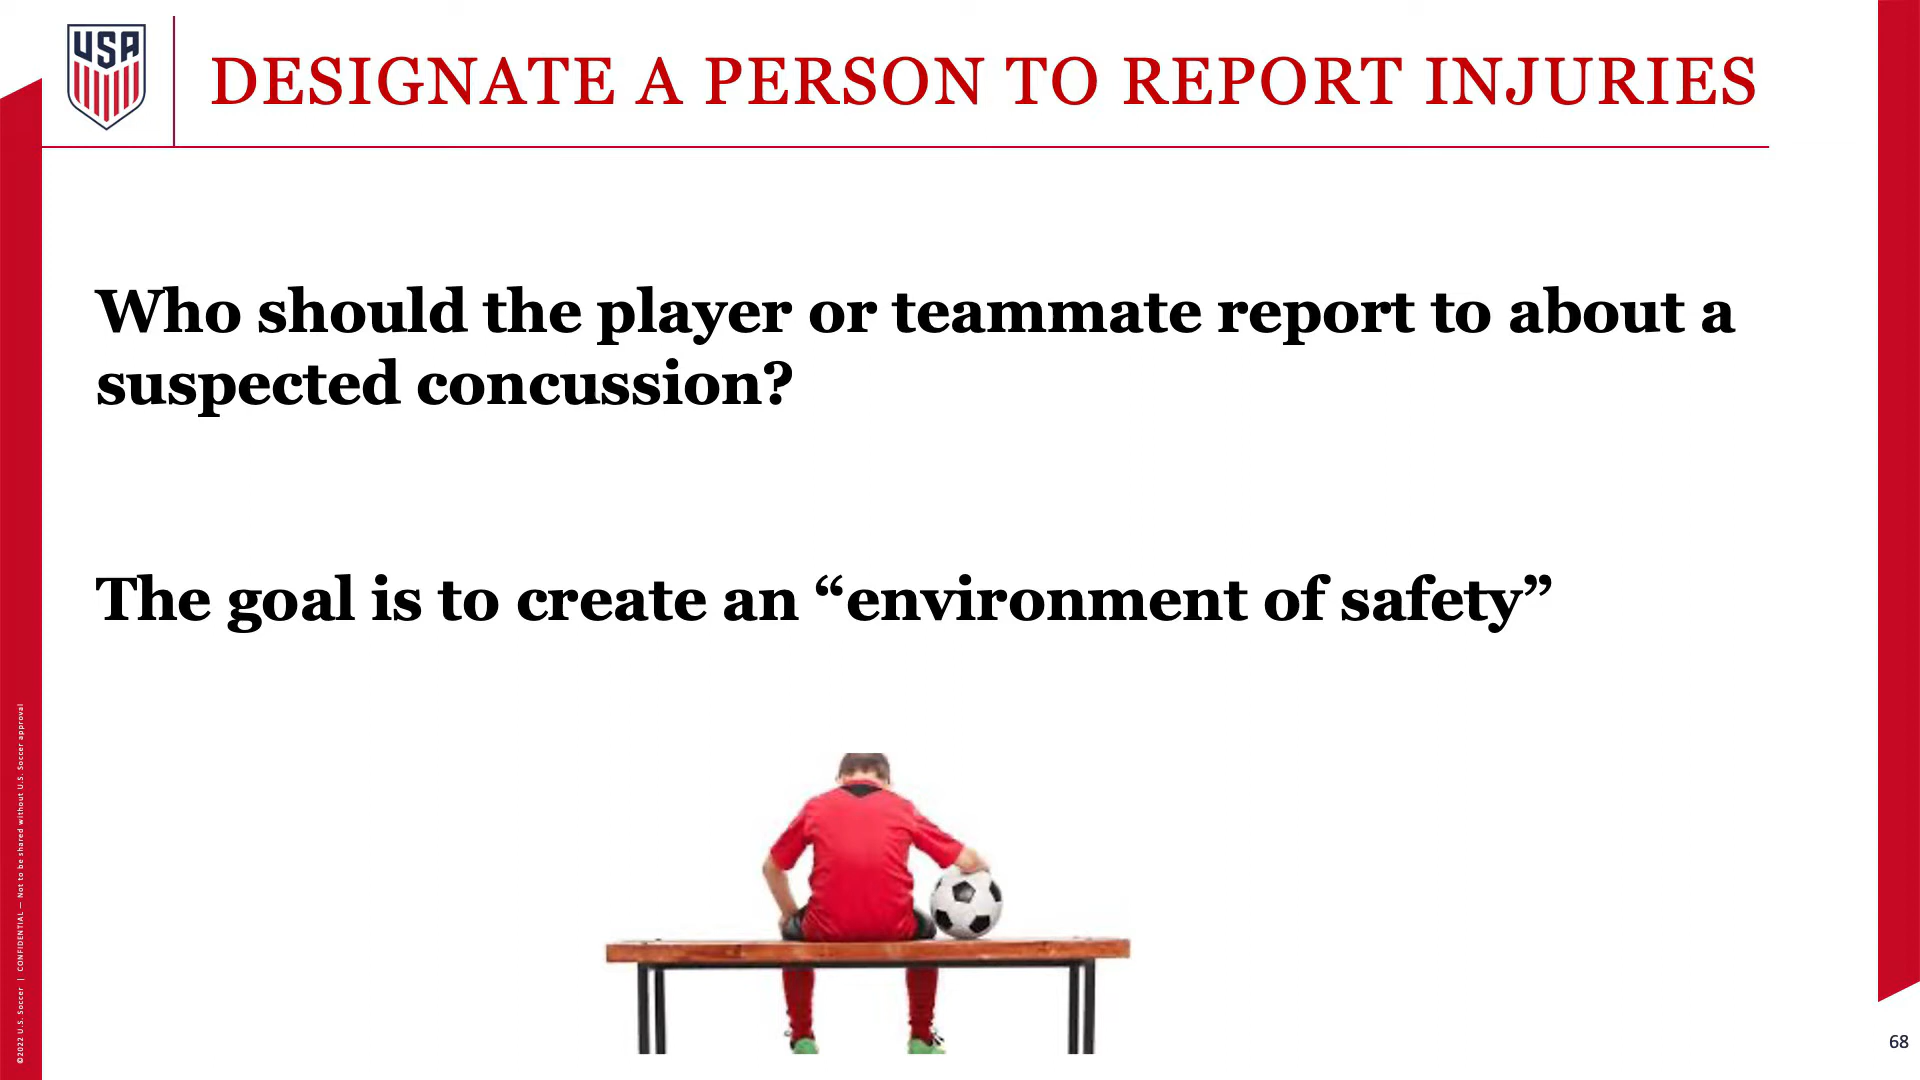 USA
DESIGNATE A PERSON TO REPORT INJURIES
Who should the player or teammate report to about a
suspected concussion?
The goal is to create an “environment of safety”
©2022 U.S. Soccer | CONFIDENTIAL — Not to be shared without U.S. Soccer approval
68